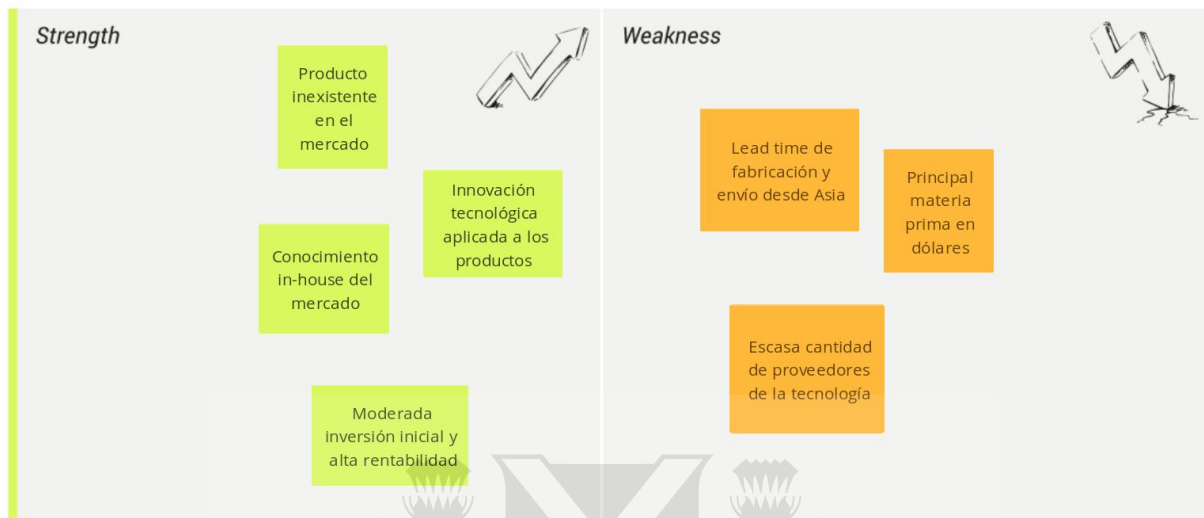 Strength
Producto
inexistente
en el
mercado
Innovación
tecnológica
aplicada a los
productos
Conocimiento
in-house del
mercado
Moderada
inversión inicial y
alta rentabilidad
Weakness
Lead time de
fabricación y
envío desde Asia
Principal
materia
prima en
dólares
Escasa cantidad
de proveedores
de la tecnología